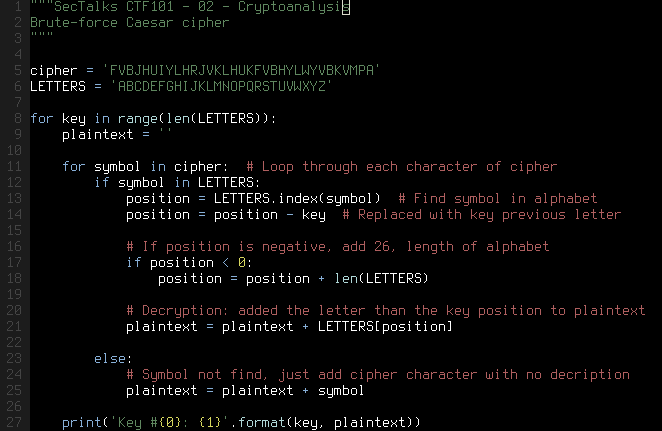 1 """SecTalks CTF101 - 02 - Cryptoanalysis
2 Brute-force Caesar cipher
3 """
4
5 cipher = 'FVBJHUIYLHRJVKLHUKFVBHYLWYVBKVMPA'
6 LETTERS = 'ABCDEFGHIJKLMNOPQRSTUVWXYZ'
7
8 for key in range(len(LETTERS)):
9     plaintext = ''
10
11     for symbol in cipher:  # Loop through each character of cipher
12         if symbol in LETTERS:
13             position = LETTERS.index(symbol)  # Find symbol in alphabet
14             position = position - key  # Replaced with key previous letter
15
16             # If position is negative, add 26, length of alphabet
17             if position < 0:
18                 position = position + len(LETTERS)
19
20             # Decryption: added the letter than the key position to plaintext
21             plaintext = plaintext + LETTERS[position]
22
23         else:
24             # Symbol not find, just add cipher character with no decription
25             plaintext = plaintext + symbol
26
27     print('Key #{0}: {1}'.format(key, plaintext))